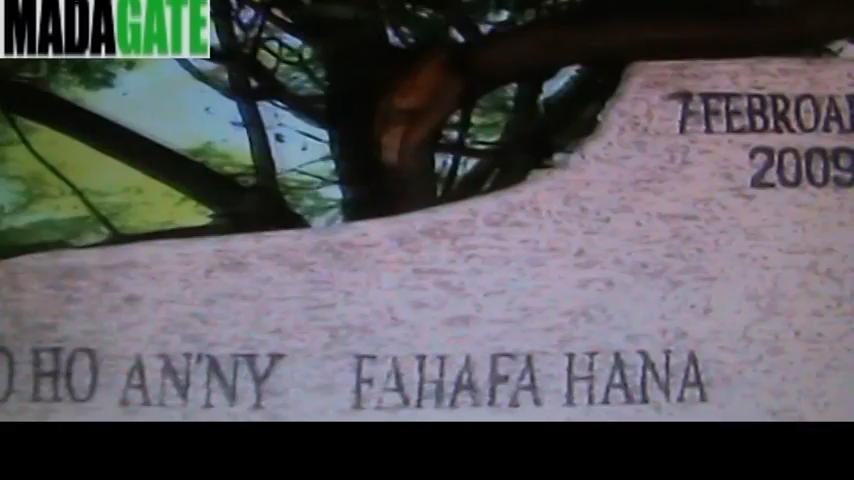 MADAGATE
7 FEBROA
2009
O HO AN'NY FAHAFA HANA